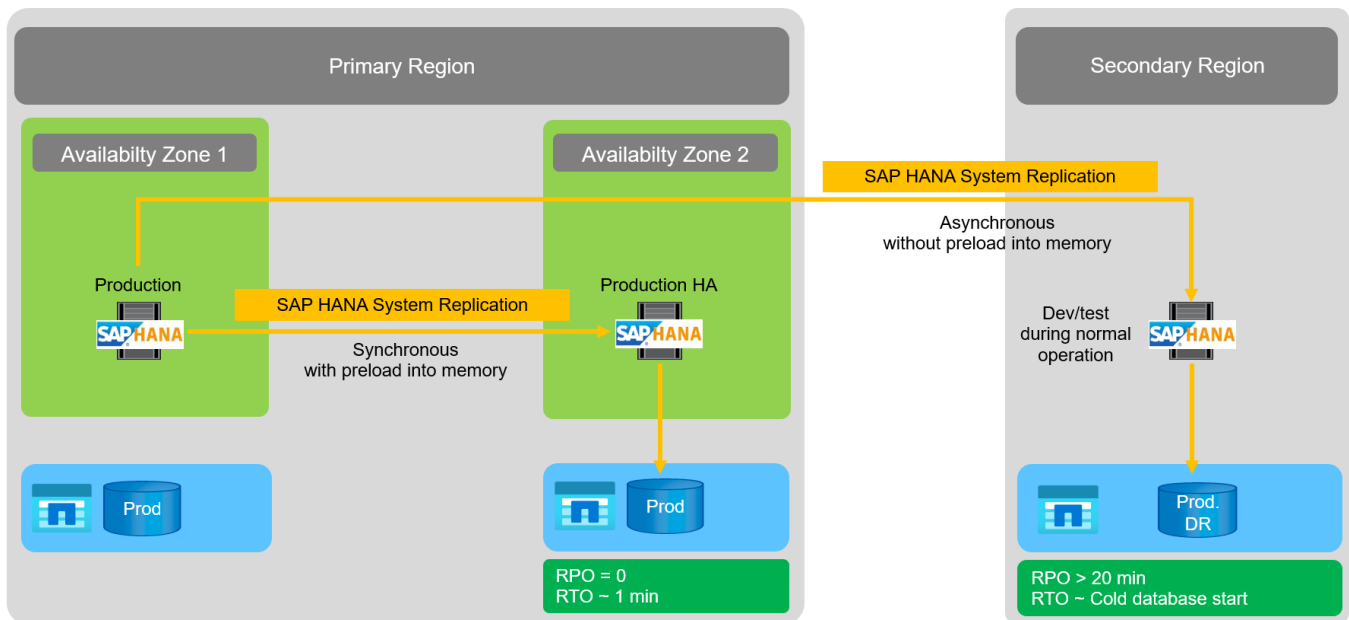 Primary Region
Secondary Region
Availabilty Zone 1
Availabilty Zone 2
SAP HANA System Replication
Asynchronous
without preload into memory
Production
Production HA
SAP HANA System Replication
Synchronous
with preload into memory
SAP HANA
SAP HANA
Dev/test
during normal
operation
SAP HANA
Prod
Prod
Prod.
DR
RPO = 0
RTO ~ 1 min
RPO > 20 min
RTO ~ Cold database start